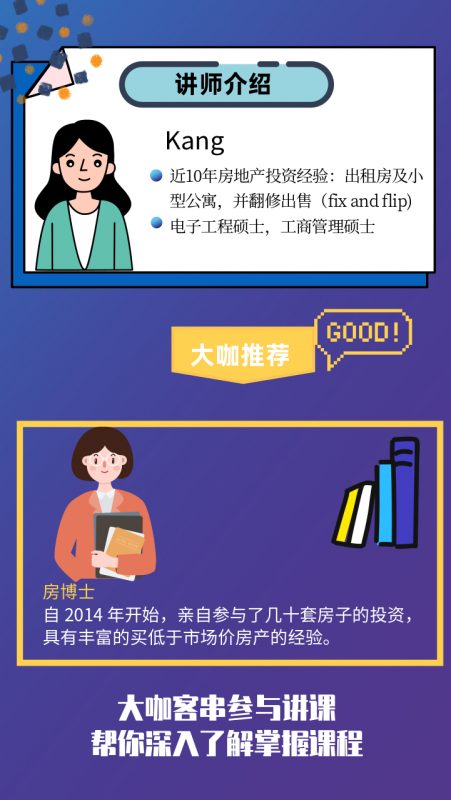 讲师介绍
Kang
近10年房地产投资经验：出租房及小
型公寓，并翻修出售（fix and flip)
电子工程硕士，工商管理硕士
GOOD!
大咖推荐
房博士
自 2014 年开始，亲自参与了几十套房子的投资，
具有丰富的买低于市场价房产的经验。
大咖客串参与讲课
帮你深入了解掌握课程